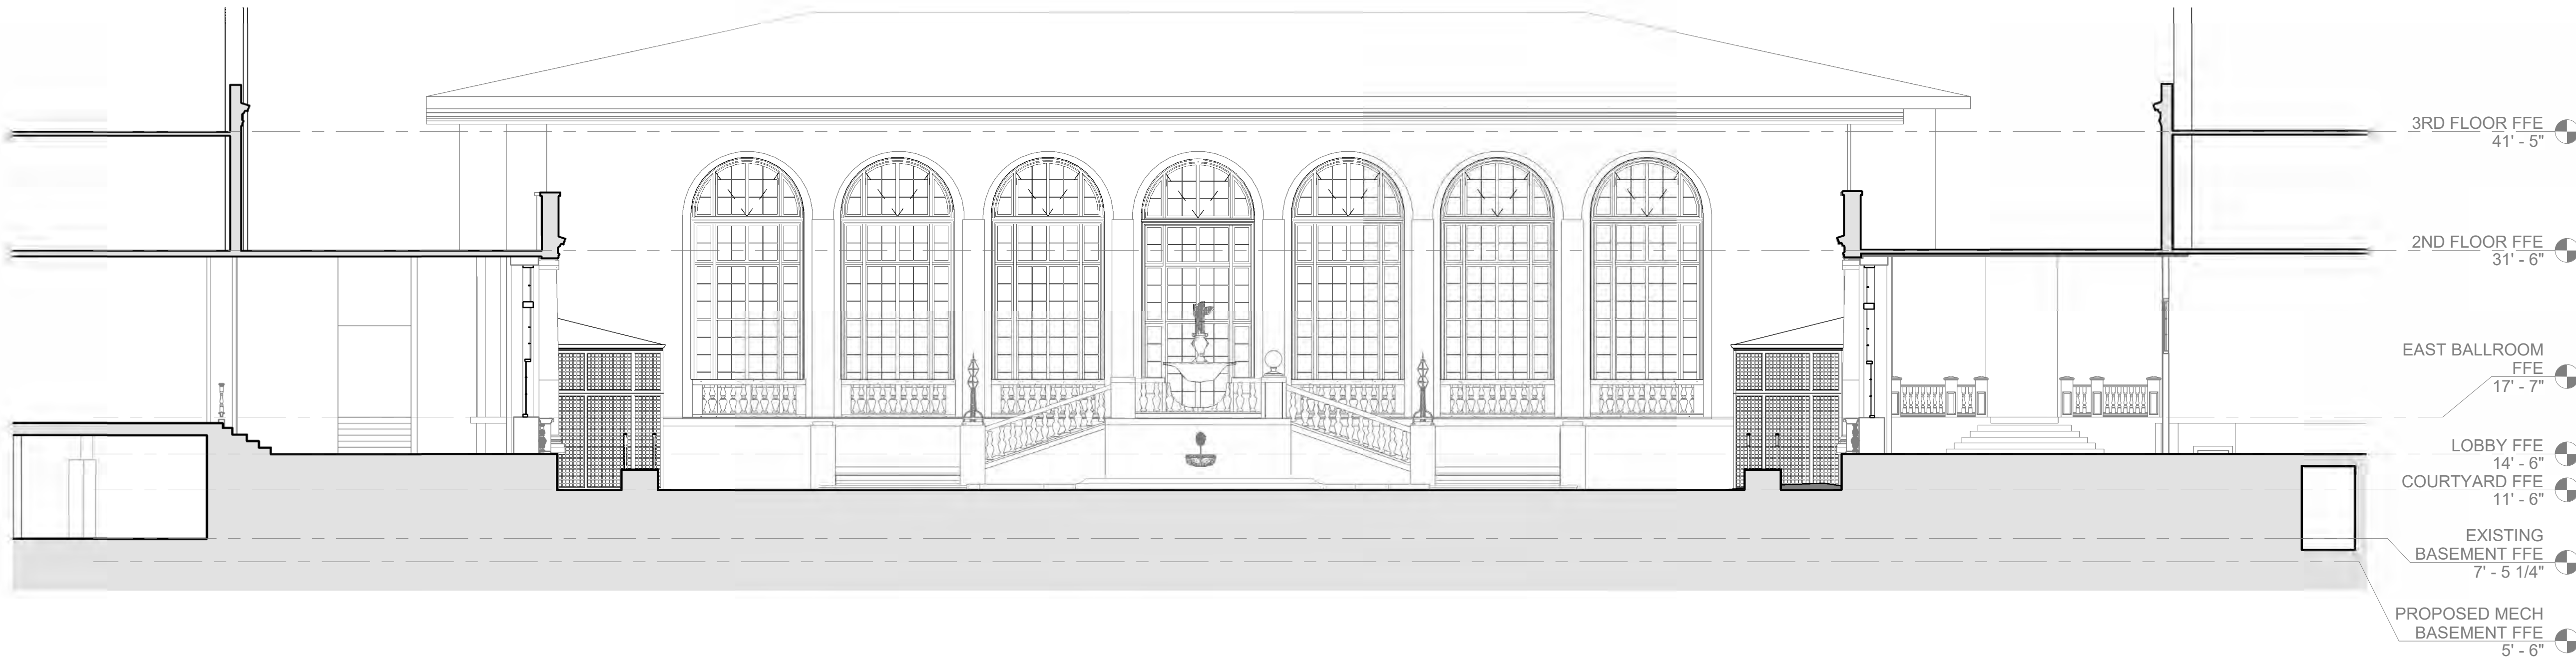 3RD FLOOR FFE
41' - 5"
2ND FLOOR FFE
31' - 6"
EAST BALLROOM
FFE
17' - 7"
LOBBY FFE
14' - 6"
COURTYARD FFE
11' - 6"
EXISTING
BASEMENT FFE
7' - 5 1/4"
PROPOSED MECH
BASEMENT FFE
5' - 6"